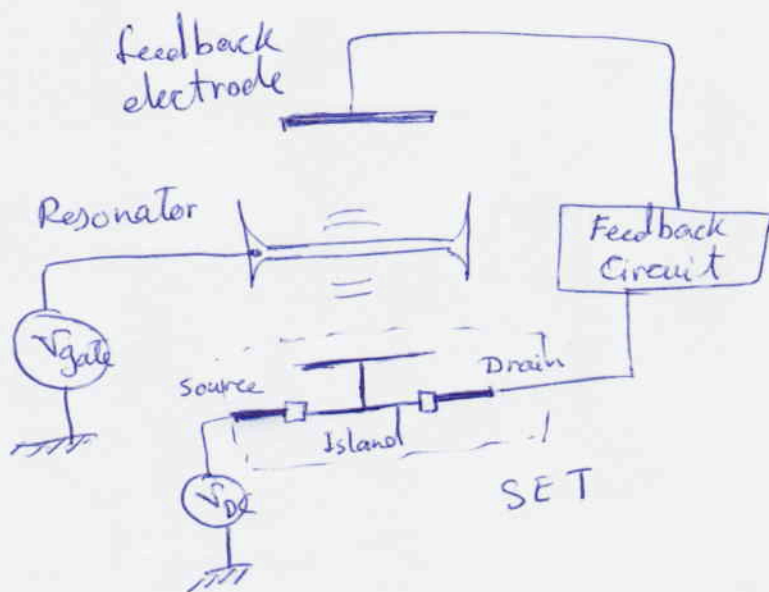 feedback
electrode
Resonator
Feedback
Circuit
Vgate
Source
Drain
Island
VDC
SET